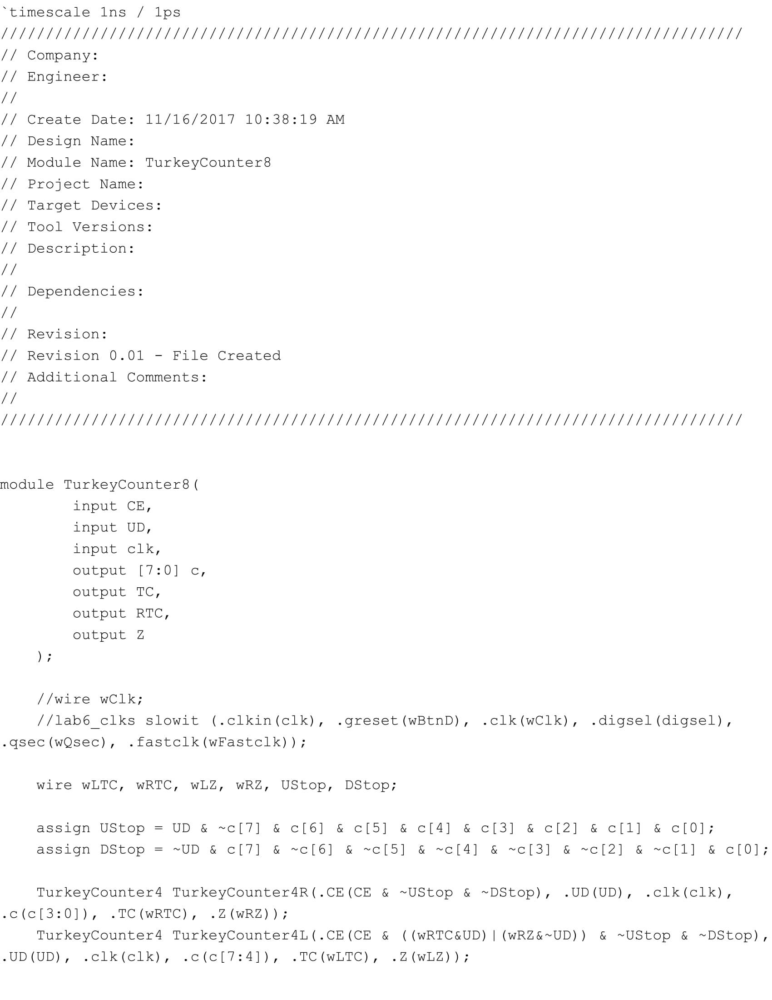 `timescale 1ns / 1ps
//////////////////////////////////////////////////////////////////////////////////
// Company:
// Engineer:
//
// Create Date: 11/16/2017 10:38:19 AM
// Design Name:
// Module Name: TurkeyCounter8
// Project Name:
// Target Devices:
// Tool Versions:
// Description:
//
// Dependencies:
//
// Revision:
// Revision 0.01 - File Created
// Additional Comments:
//
//////////////////////////////////////////////////////////////////////////////////
module TurkeyCounter8(
input CE,
input UD,
input clk,
output [7:0] c,
output TC,
output RTC,
output Z
);
//wire wClk;
//lab6_clks slowit (.clkin(clk), .greset(wBtnD), .clk(wClk), .digsel(digsel),
.qsec(wQsec), .fastclk(wFastclk));
wire wLTC, wRTC, wLZ, wRZ, UStop, DStop;
assign UStop = UD & ~c[7] & c[6] & c[5] & c[4] & c[3] & c[2] & c[1] & c[0];
assign DStop = ~UD & c[7] & ~c[6] & ~c[5] & ~c[4] & ~c[3] & ~c[2] & ~c[1] & c[0];
TurkeyCounter4 TurkeyCounter4R(.CE(CE & ~UStop & ~DStop), .UD(UD), .clk(clk),
.c(c[3:0]), .TC(wRTC), .Z(wRZ));
TurkeyCounter4 TurkeyCounter4L(.CE(CE & ((wRTC&UD)|(wRZ&~UD)) & ~UStop & ~DStop),
.UD(UD), .clk(clk), .c(c[7:4]), .TC(wLTC), .Z(wLZ));